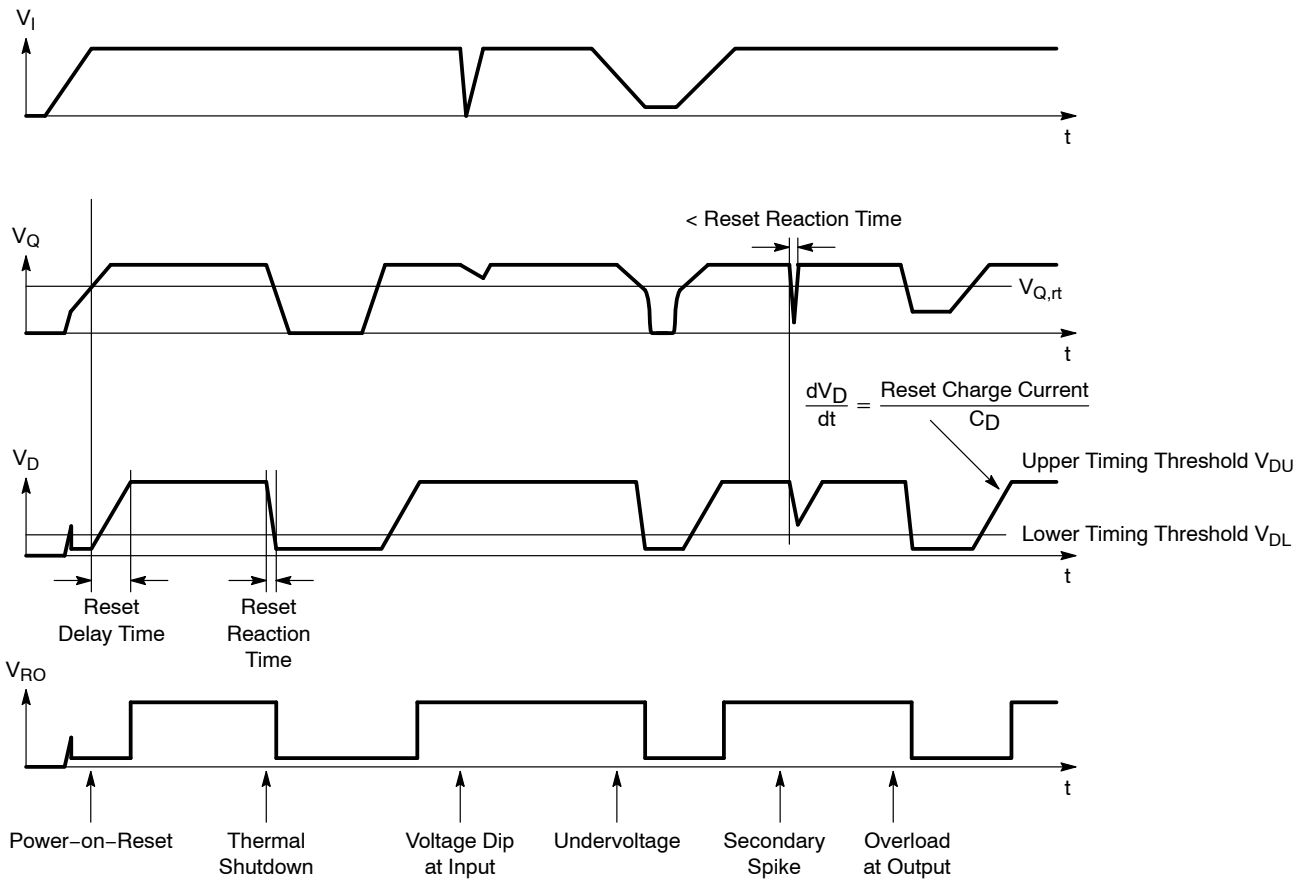 V_I
t
< Reset Reaction Time
V_Q
V_Q,rt
t
dV_D
dt
=
Reset Charge Current
C_D
V_D
Upper Timing Threshold V_DU
Lower Timing Threshold V_DL
t
Reset
Delay Time
Reset
Reaction
Time
V_RO
t
Power−on−Reset
Thermal
Shutdown
Voltage Dip
at Input
Undervoltage
Secondary
Spike
Overload
at Output